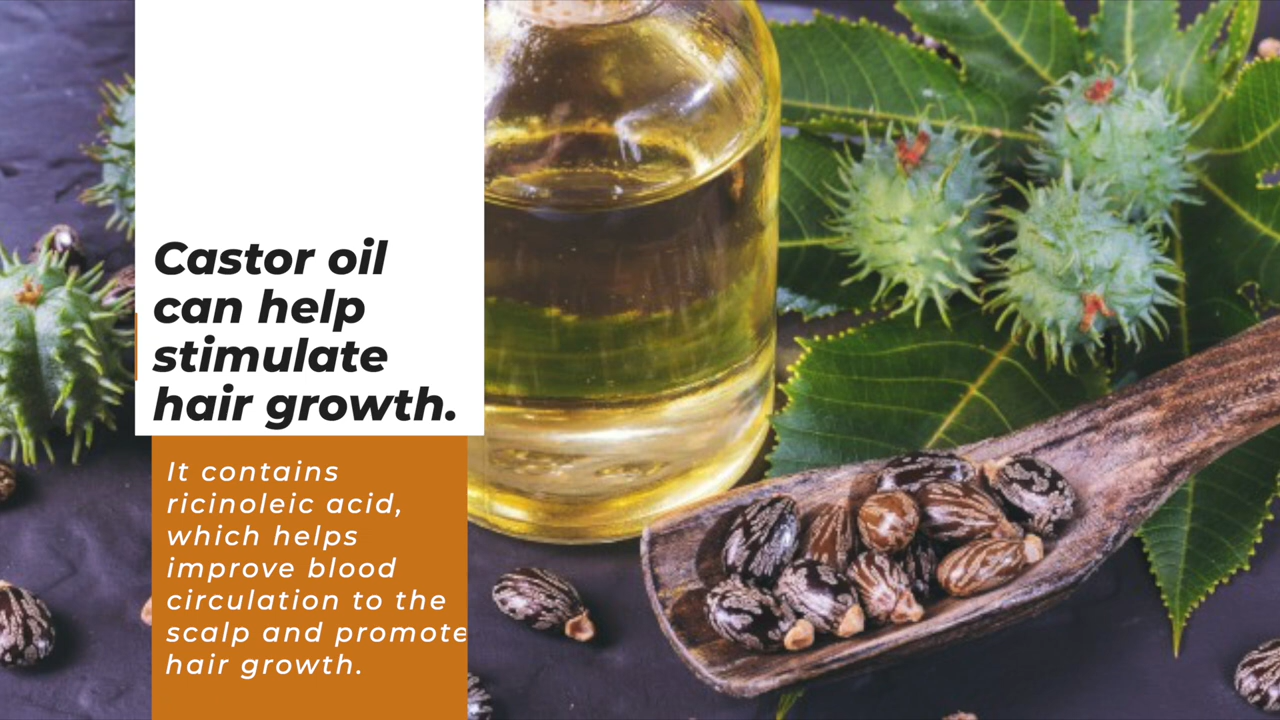 Castor oil
can help
stimulate
hair growth.
It contains
ricinoleic acid,
which helps
improve blood
circulation to the
scalp and promote
hair growth.